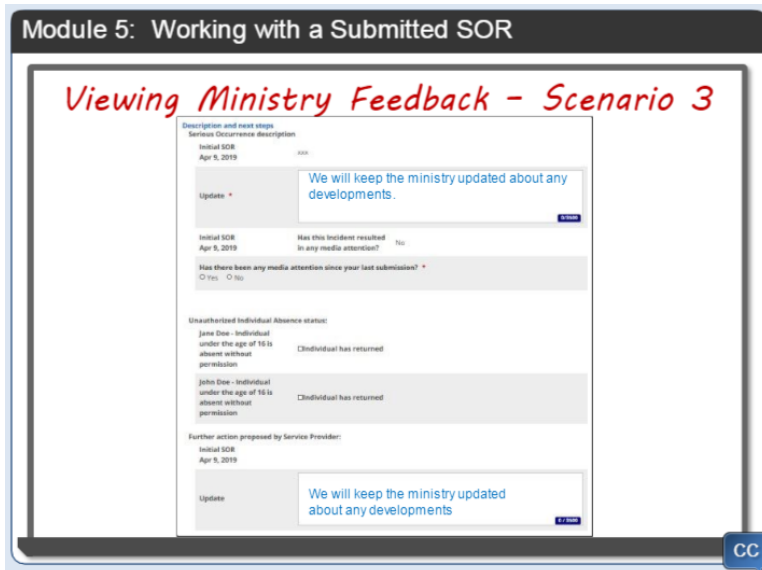 Module 5: Working with a Submitted SOR
Viewing Ministry Feedback - Scenario 3
Description and next steps
Serious Occurrence description
Initial SOR
Apr 9, 2019
xxx
Update *
We will keep the ministry updated about any
developments.
Initial SOR
Apr 9, 2019
Has this Incident resulted
in any media attention?
No
Has there been any media attention since your last submission? *
Yes No
Unauthorized Individual Absence status:
Jane Doe - Individual
under the age of 16 is
absent without
permission
Individual has returned
John Doe - Individual
under the age of 16 is
absent without
permission
Individual has returned
Further action proposed by Service Provider:
Initial SOR
Apr 9, 2019
Update
We will keep the ministry updated
about any developments
CC